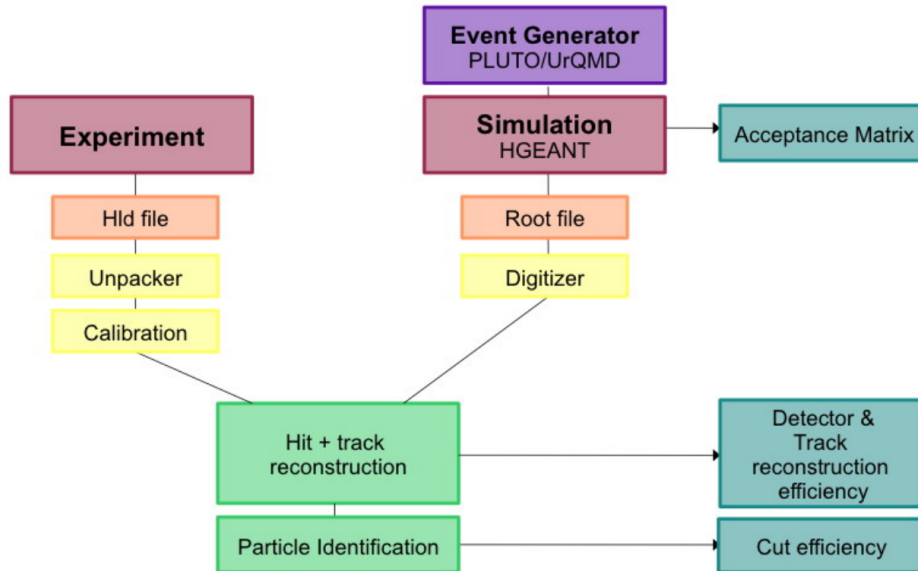 Event Generator
PLUTO/UrQMD
Experiment
Simulation
HGEANT
Acceptance Matrix
Hld file
Root file
Unpacker
Digitizer
Calibration
Hit + track
reconstruction
Detector &
Track
reconstruction
efficiency
Particle Identification
Cut efficiency